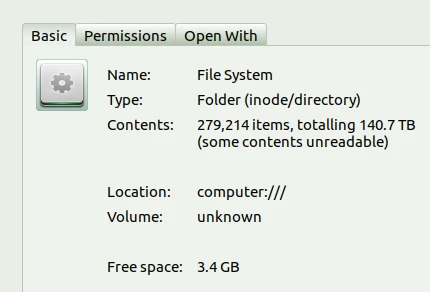 Basic Permissions Open With
Name: File System
Type: Folder (inode/directory)
Contents: 279,214 items, totalling 140.7 TB
(some contents unreadable)
Location: computer:///
Volume: unknown
Free space: 3.4 GB